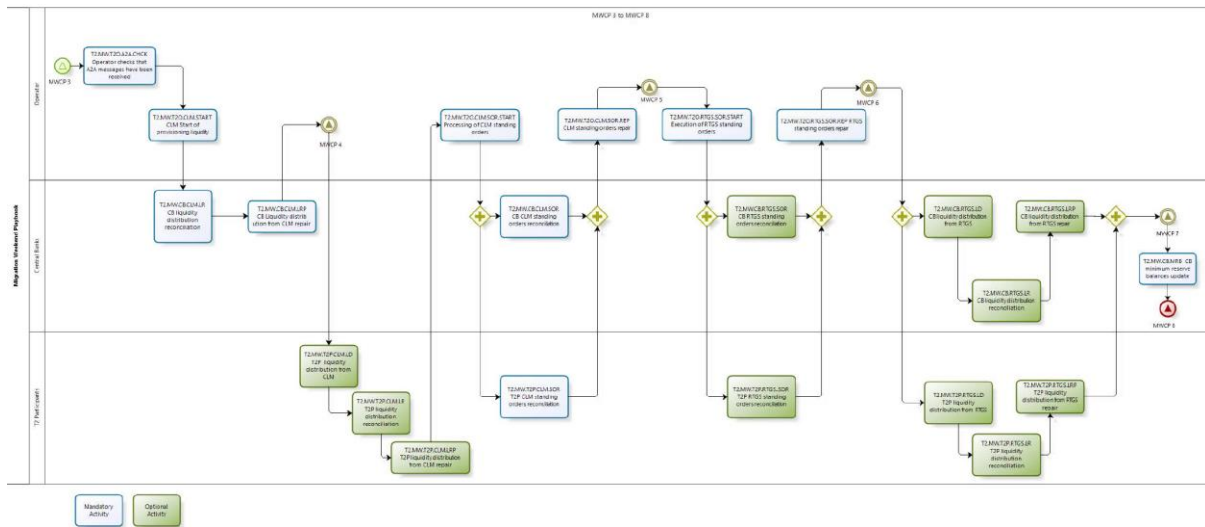 MWCP 3 to MWCP 8
Migration Weekend Playbook
Operator
MWCP 3
T2.MW.T2O.A2A.CHCK
Operator checks that
A2A messages have been
received
T2.MW.T2O.CLM.START
CLM Start of
provisioning liquidity
MWCP 4
T2.MW.T2O.CLM.SOR.START
Processing of CLM standing
orders
T2.MW.T2O.CLM.SOR.REP
CLM standing orders repair
MWCP 5
T2.MW.T2O.RTGS.SOR.START
Execution of RTGS standing
orders
T2.MW.T2O.RTGS.SOR.REP RTGS
standing orders repair
MWCP 6
Central Banks
T2.MW.CB.CLM.LR
CB liquidity
distribution
reconciliation
T2.MW.CB.CLM.LRP
CB Liquidity distrib
ution from CLM repair
T2.MW.CB.CLM.SOR
CB CLM standing
orders reconciliation
T2.MW.CB.RTGS.SOR
CB RTGS standing
orders reconciliation
T2.MW.CB.RTGS.LD
CB liquidity distribution
from RTGS
T2.MW.CB.RTGS.LR
CB liquidity distribution
reconciliation
T2.MW.CB.RTGS.LRP
CB liquidity distribution
from RTGS repair
MWCP 7
T2.MW.CB.MRB CB
minimum reserve
balances update
MWCP 8
T2 Participants
T2.MW.T2P.CLM.LD
T2P liquidity
distribution from
CLM
T2.MW.T2P.CLM.LR
T2P liquidity
distribution
reconciliation
T2.MW.T2P.CLM.LRP
T2P liquidity distribution
from CLM repair
T2.MW.T2P.CLM.SOR
T2P CLM standing
orders reconciliation
T2.MW.T2P.RTGS.SOR
T2P RTGS standing
orders reconciliation
T2.MW.T2P.RTGS.LD
T2P liquidity
distribution from RTGS
T2.MW.T2P.RTGS.LR
T2P liquidity
distribution
reconciliation
T2.MW.T2P.RTGS.LRP
T2P liquidity
distribution from RTGS
repair
Mandatory
Activity
Optional
Activity